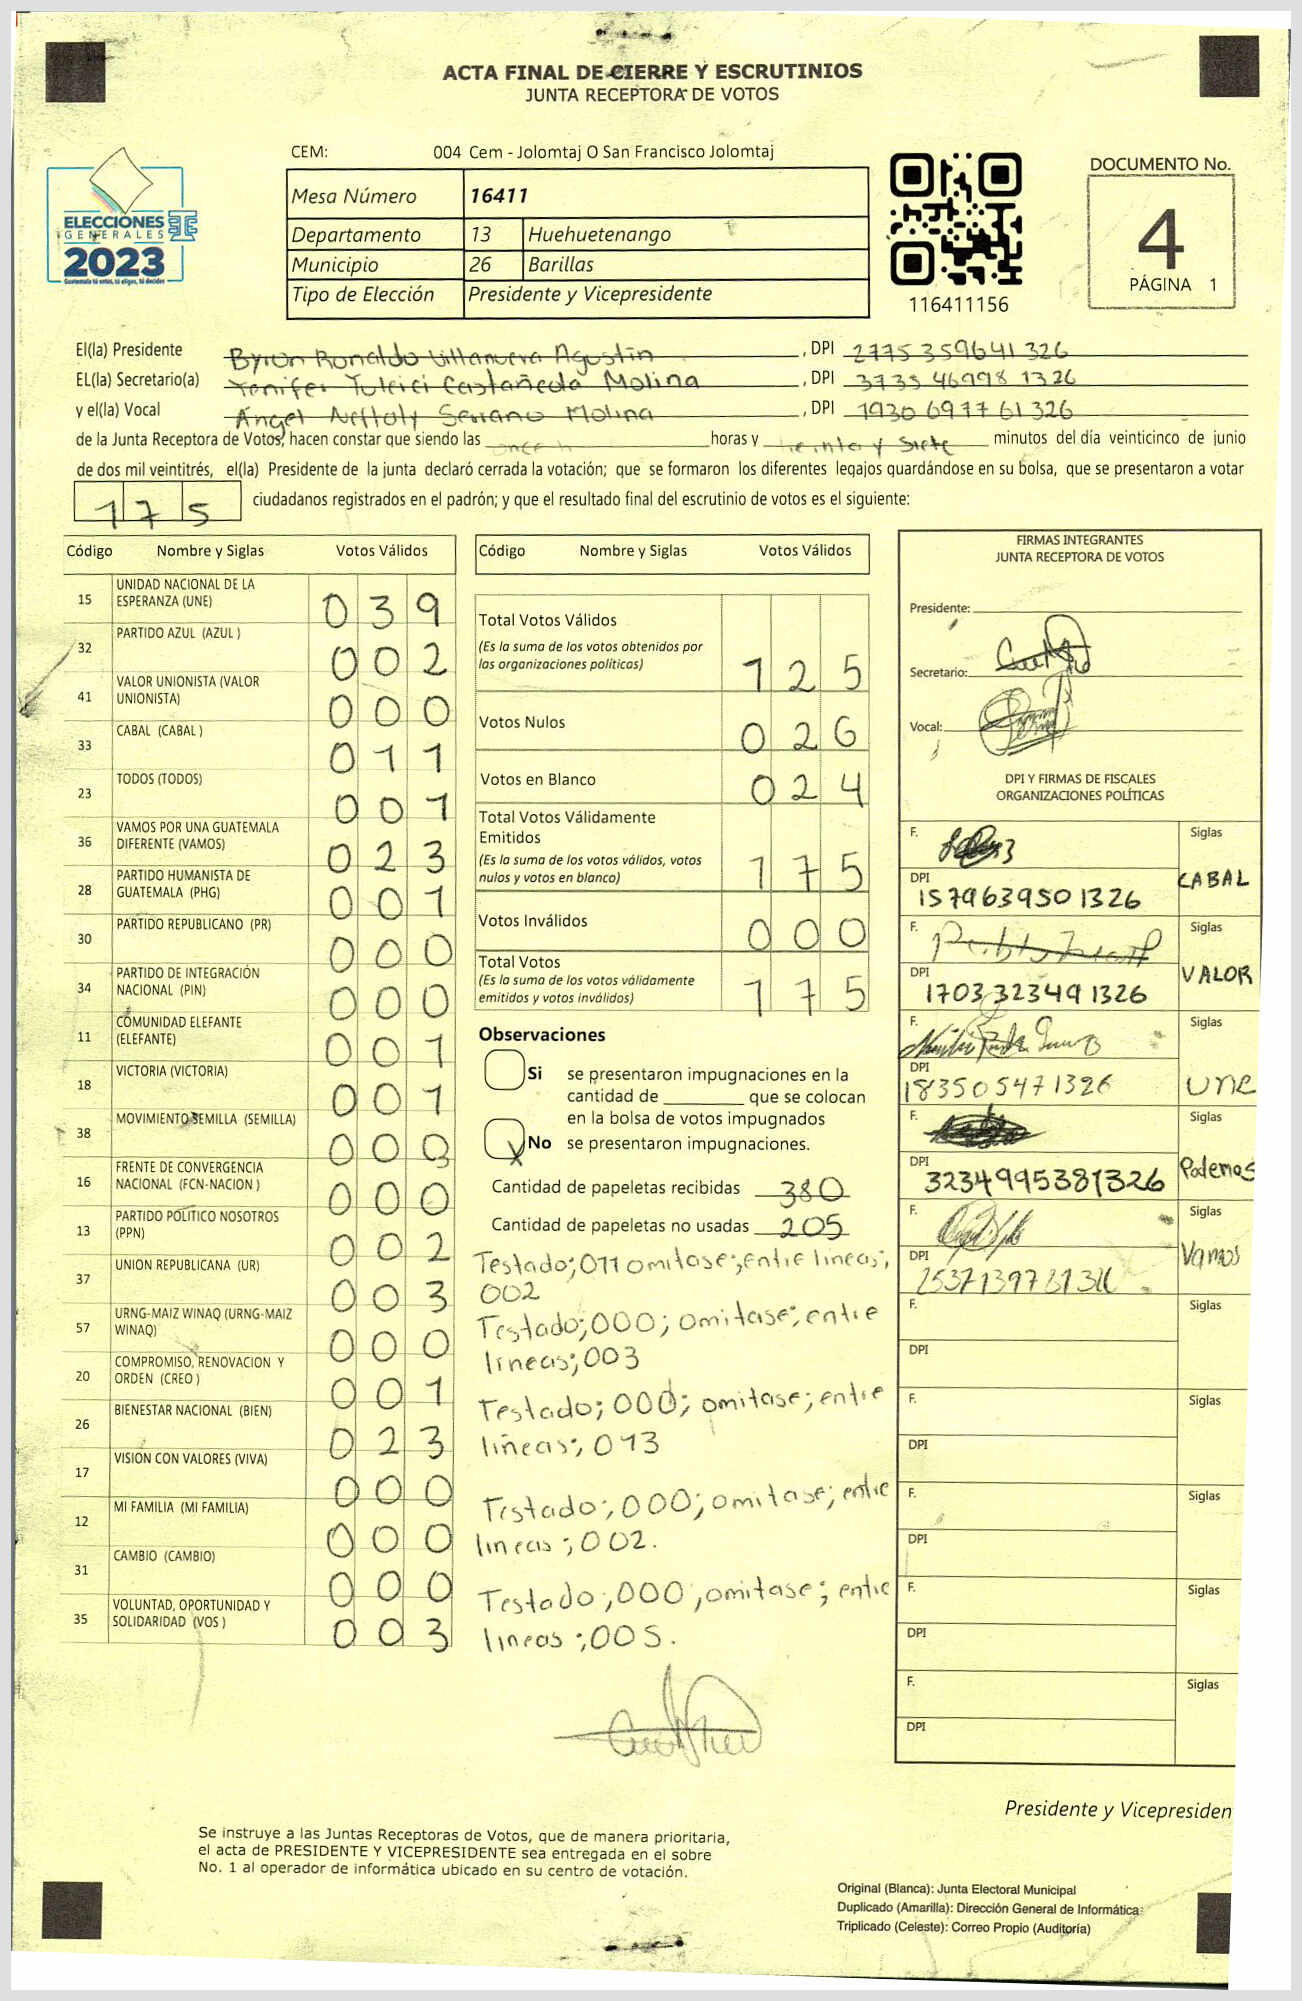 ACTA FINAL DE CIERRE Y ESCRUTINIOS
JUNTA RECEPTORA DE VOTOS
CEM: 004 Cem - Jolomtaj O San Francisco Jolomtaj
ELECCIONES
GENERALES
2023
Guatemala tú votas, tú eliges, tú decides
Mesa Número 16411
Departamento 13 Huehuetenango
Municipio 26 Barillas
Tipo de Elección Presidente y Vicepresidente
116411156
DOCUMENTO No.
4
PÁGINA 1
El(la) Presidente Byron Ronaldo Villanueva Agustín , DPI 2775 359641 326
EL(la) Secretario(a) Yenifer Yuleici Castañeda Molina , DPI 3735 46998 1326
y el(la) Vocal Ángel Neftoly Serrano Molina , DPI 1930 69776 1326
de la Junta Receptora de Votos, hacen constar que siendo las horas y veinta y siete minutos del día veinticinco de junio
de dos mil veintitrés, el(la) Presidente de la junta declaró cerrada la votación; que se formaron los diferentes legajos guardándose en su bolsa, que se presentaron a votar
175 ciudadanos registrados en el padrón; y que el resultado final del escrutinio de votos es el siguiente:
Código Nombre y Siglas Votos Válidos
15 UNIDAD NACIONAL DE LA ESPERANZA (UNE) 039
32 PARTIDO AZUL (AZUL ) 002
41 VALOR UNIONISTA (VALOR UNIONISTA) 000
33 CABAL (CABAL ) 011
23 TODOS (TODOS) 001
36 VAMOS POR UNA GUATEMALA DIFERENTE (VAMOS) 023
28 PARTIDO HUMANISTA DE GUATEMALA (PHG) 001
30 PARTIDO REPUBLICANO (PR) 000
34 PARTIDO DE INTEGRACIÓN NACIONAL (PIN) 000
11 COMUNIDAD ELEFANTE (ELEFANTE) 001
18 VICTORIA (VICTORIA) 001
38 MOVIMIENTO SEMILLA (SEMILLA) 000
16 FRENTE DE CONVERGENCIA NACIONAL (FCN-NACION ) 000
13 PARTIDO POLITICO NOSOTROS (PPN) 002
37 UNION REPUBLICANA (UR) 003
57 URNG-MAIZ WINAQ (URNG-MAIZ WINAQ) 000
20 COMPROMISO, RENOVACION Y ORDEN (CREO ) 001
26 BIENESTAR NACIONAL (BIEN) 023
17 VISION CON VALORES (VIVA) 000
12 MI FAMILIA (MI FAMILIA) 000
31 CAMBIO (CAMBIO) 000
35 VOLUNTAD, OPORTUNIDAD Y SOLIDARIDAD (VOS ) 003
Código Nombre y Siglas Votos Válidos
Total Votos Válidos
(Es la suma de los votos obtenidos por
las organizaciones políticas) 125
Votos Nulos 026
Votos en Blanco 024
Total Votos Válidamente
Emitidos
(Es la suma de los votos válidos, votos
nulos y votos en blanco) 175
Votos Inválidos 000
Total Votos
(Es la suma de los votos válidamente
emitidos y votos inválidos) 175
Observaciones
Si se presentaron impugnaciones en la
cantidad de ________ que se colocan
en la bolsa de votos impugnados
X No se presentaron impugnaciones.
Cantidad de papeletas recibidas 380
Cantidad de papeletas no usadas 205
Testado; 011 omitase; entre lineas;
002
Testado; 000; omitase; entre
lineas; 003
Testado; 000; omitase; entre
lineas; 013
Testado; 000; omitase; entre
lineas; 002.
Testado; 000, omitase; entre
lineas; 005.
FIRMAS INTEGRANTES
JUNTA RECEPTORA DE VOTOS
Presidente:
Secretario:
Vocal:
DPI Y FIRMAS DE FISCALES
ORGANIZACIONES POLÍTICAS
F. Siglas
DPI 1579639501326 CABAL
F. Siglas
DPI 1703323491326 VALOR
F. Siglas
DPI 183505471326 UNE
F. Siglas
DPI 3234995381326 Podemos
F. Siglas
DPI Vamos
F. Siglas
DPI
F. Siglas
DPI
F. Siglas
DPI
F. Siglas
DPI
F. Siglas
DPI
Presidente y Vicepresiden
Se instruye a las Juntas Receptoras de Votos, que de manera prioritaria,
el acta de PRESIDENTE Y VICEPRESIDENTE sea entregada en el sobre
No. 1 al operador de informática ubicado en su centro de votación.
Original (Blanca): Junta Electoral Municipal
Duplicado (Amarilla): Dirección General de Informática
Triplicado (Celeste): Correo Propio (Auditoría)